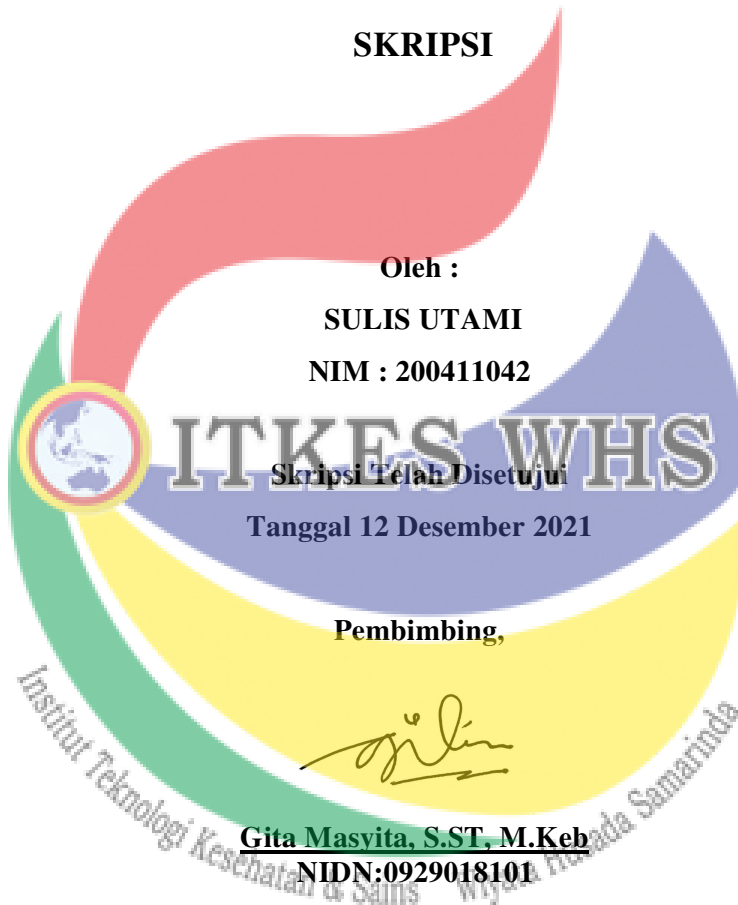 SKRIPSI
Oleh :
SULIS UTAMI
NIM : 200411042
ITKES WHS
Skripsi Telah Disetujui
Tanggal 12 Desember 2021
Pembimbing,
Gita Masyita, S.ST, M.Keb
NIDN:0929018101
Institut Teknologi Kesehatan & Sains Wiyata Husada Samarinda